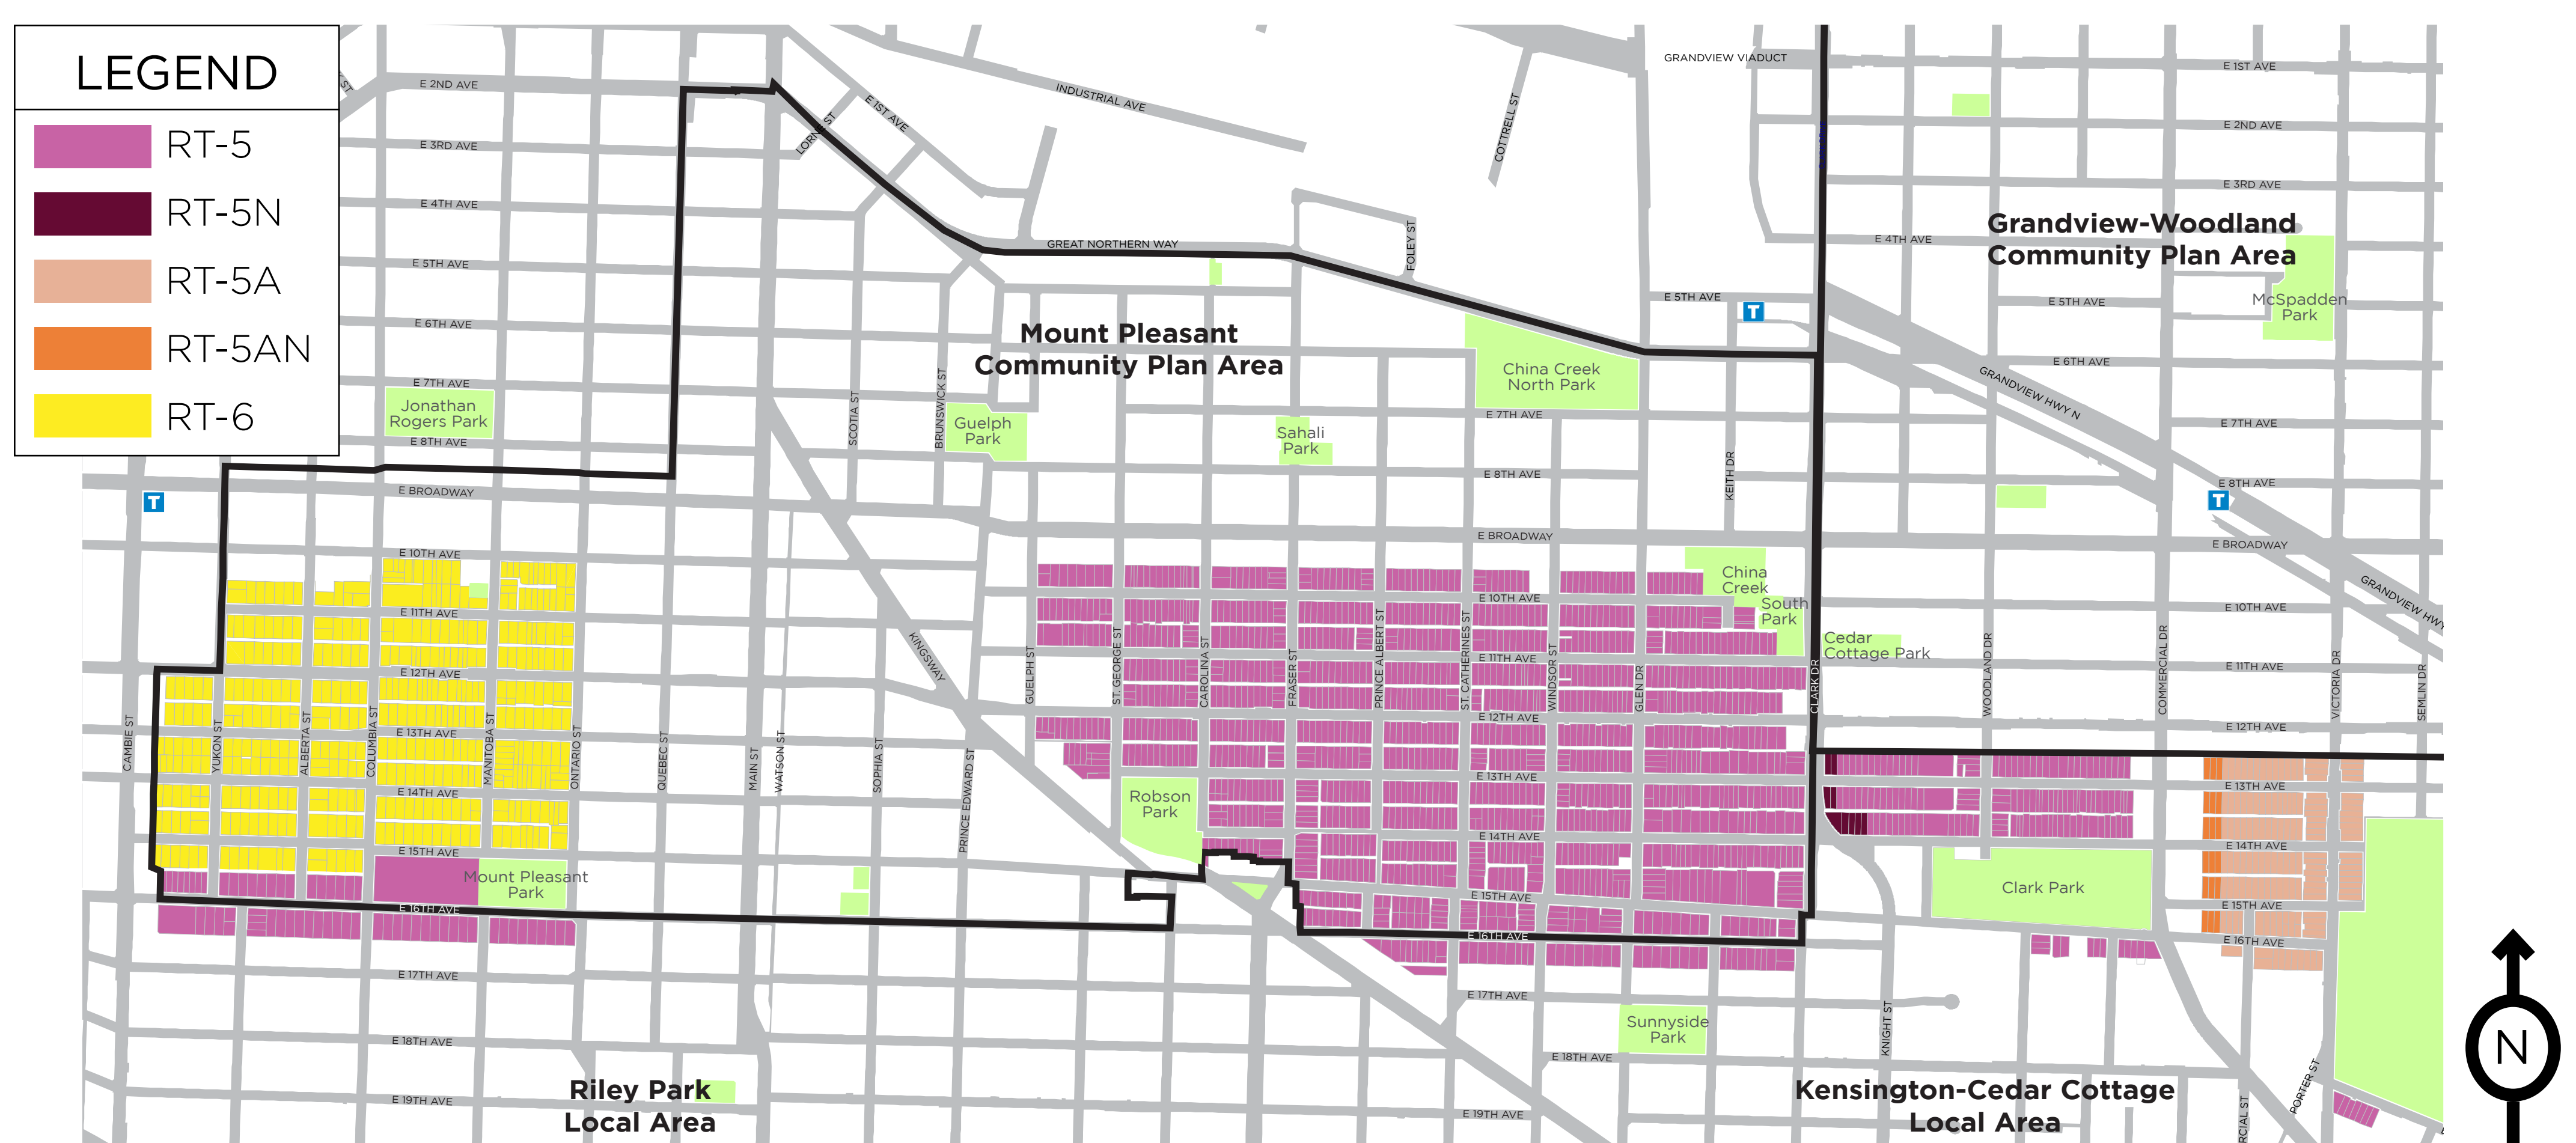 LEGEND
RT-5
RT-5N
RT-5A
RT-5AN
RT-6
GRANDVIEW VIADUCT
E 1ST AVE
E 2ND AVE
INDUSTRIAL AVE
E 1ST AVE
COTTRELL ST
E 2ND AVE
LORNE ST
E 3RD AVE
E 3RD AVE
E 4TH AVE
Grandview-Woodland
Community Plan Area
GREAT NORTHERN WAY
FOLEY ST
E 4TH AVE
E 5TH AVE
E 5TH AVE
E 5TH AVE
McSpadden
Park
T
E 6TH AVE
Mount Pleasant
Community Plan Area
E 6TH AVE
China Creek
North Park
GRANDVIEW HWY N
E 7TH AVE
Jonathan
Rogers Park
E 8TH AVE
SCOTIA ST
BRUNSWICK ST
Guelph
Park
Sahali
Park
E 7TH AVE
E 7TH AVE
E 8TH AVE
KEITH DR
E 8TH AVE
T
T
E BROADWAY
E BROADWAY
E BROADWAY
GRANDVIEW HWY
E 10TH AVE
China
Creek
South
Park
E 10TH AVE
E 10TH AVE
E 11TH AVE
Cedar
Cottage Park
KINGSWAY
E 11TH AVE
E 11TH AVE
E 12TH AVE
GUELPH ST
ST. GEORGE ST
CAROLINA ST
FRASER ST
PRINCE ALBERT ST
ST. CATHERINES ST
WINDSOR ST
GLEN DR
CLARK DR
WOODLAND DR
COMMERCIAL DR
VICTORIA DR
SEMLIN DR
E 12TH AVE
E 12TH AVE
CAMBIE ST
YUKON ST
ALBERTA ST
COLUMBIA ST
MANITOBA ST
ONTARIO ST
QUEBEC ST
MAIN ST
WATSON ST
SOPHIA ST
PRINCE EDWARD ST
E 13TH AVE
E 13TH AVE
E 13TH AVE
E 14TH AVE
Robson
Park
E 14TH AVE
E 14TH AVE
E 15TH AVE
Mount Pleasant
Park
Clark Park
E 15TH AVE
E 15TH AVE
E 16TH AVE
E 16TH AVE
E 16TH AVE
E 17TH AVE
E 17TH AVE
Sunnyside
Park
KNIGHT ST
E 18TH AVE
E 18TH AVE
N
Riley Park
Local Area
Kensington-Cedar Cottage
Local Area
PORTER ST
E 19TH AVE
E 19TH AVE